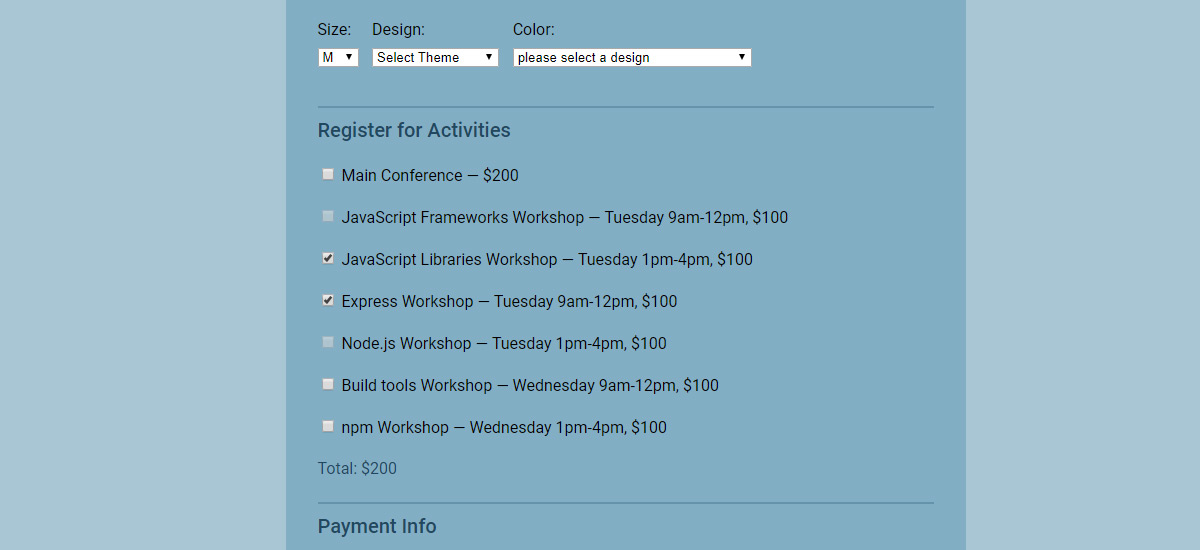 Size: Design: Color:
M Select Theme please select a design
Register for Activities
Main Conference — $200
JavaScript Frameworks Workshop — Tuesday 9am-12pm, $100
JavaScript Libraries Workshop — Tuesday 1pm-4pm, $100
Express Workshop — Tuesday 9am-12pm, $100
Node.js Workshop — Tuesday 1pm-4pm, $100
Build tools Workshop — Wednesday 9am-12pm, $100
npm Workshop — Wednesday 1pm-4pm, $100
Total: $200
Payment Info